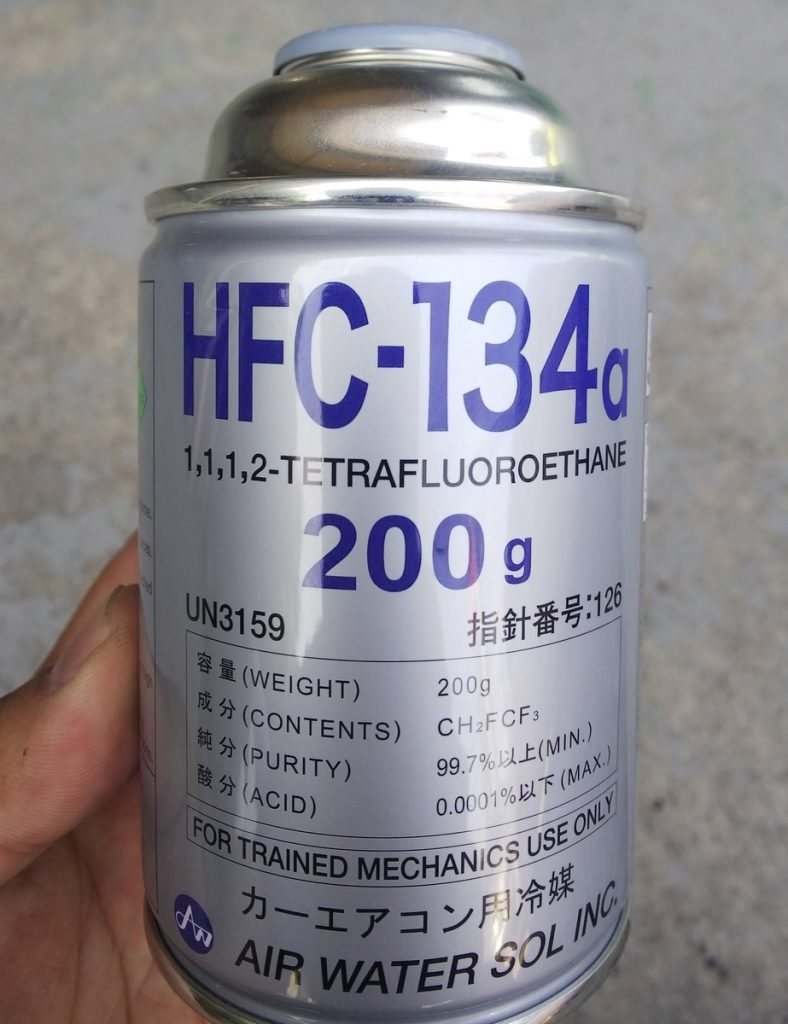 HFC-134a
1,1,1,2-TETRAFLUOROETHANE
200 g
UN3159 指針番号:126
容量(WEIGHT) 200g
成分(CONTENTS) CH₂FCF₃
純分(PURITY) 99.7%以上(MIN.)
酸分(ACID) 0.0001%以下(MAX.)
FOR TRAINED MECHANICS USE ONLY
カーエアコン用冷媒
AIR WATER SOL INC.